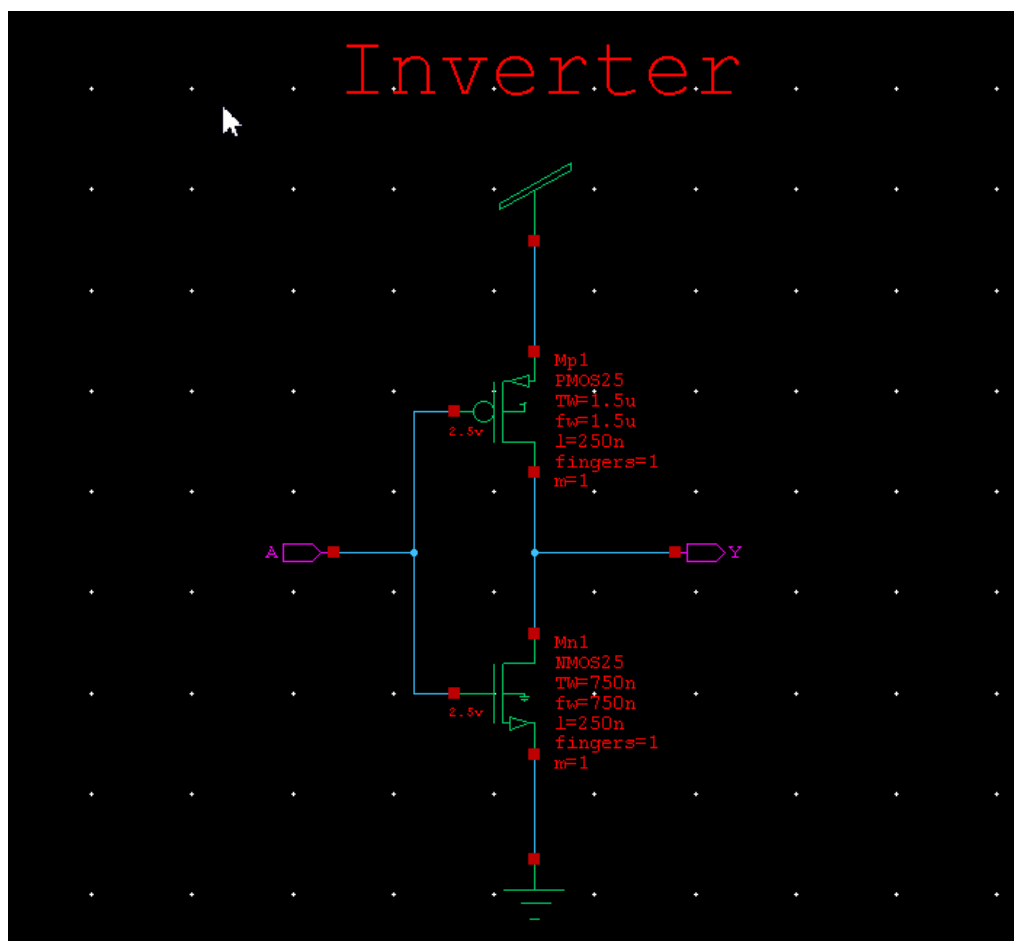 Inverter
Mp1
PMOS25
TW=1.5u
fw=1.5u
2.5v
l=250n
fingers=1
m=1
A
Y
Mn1
NMOS25
TW=750n
fw=750n
2.5v
l=250n
fingers=1
m=1